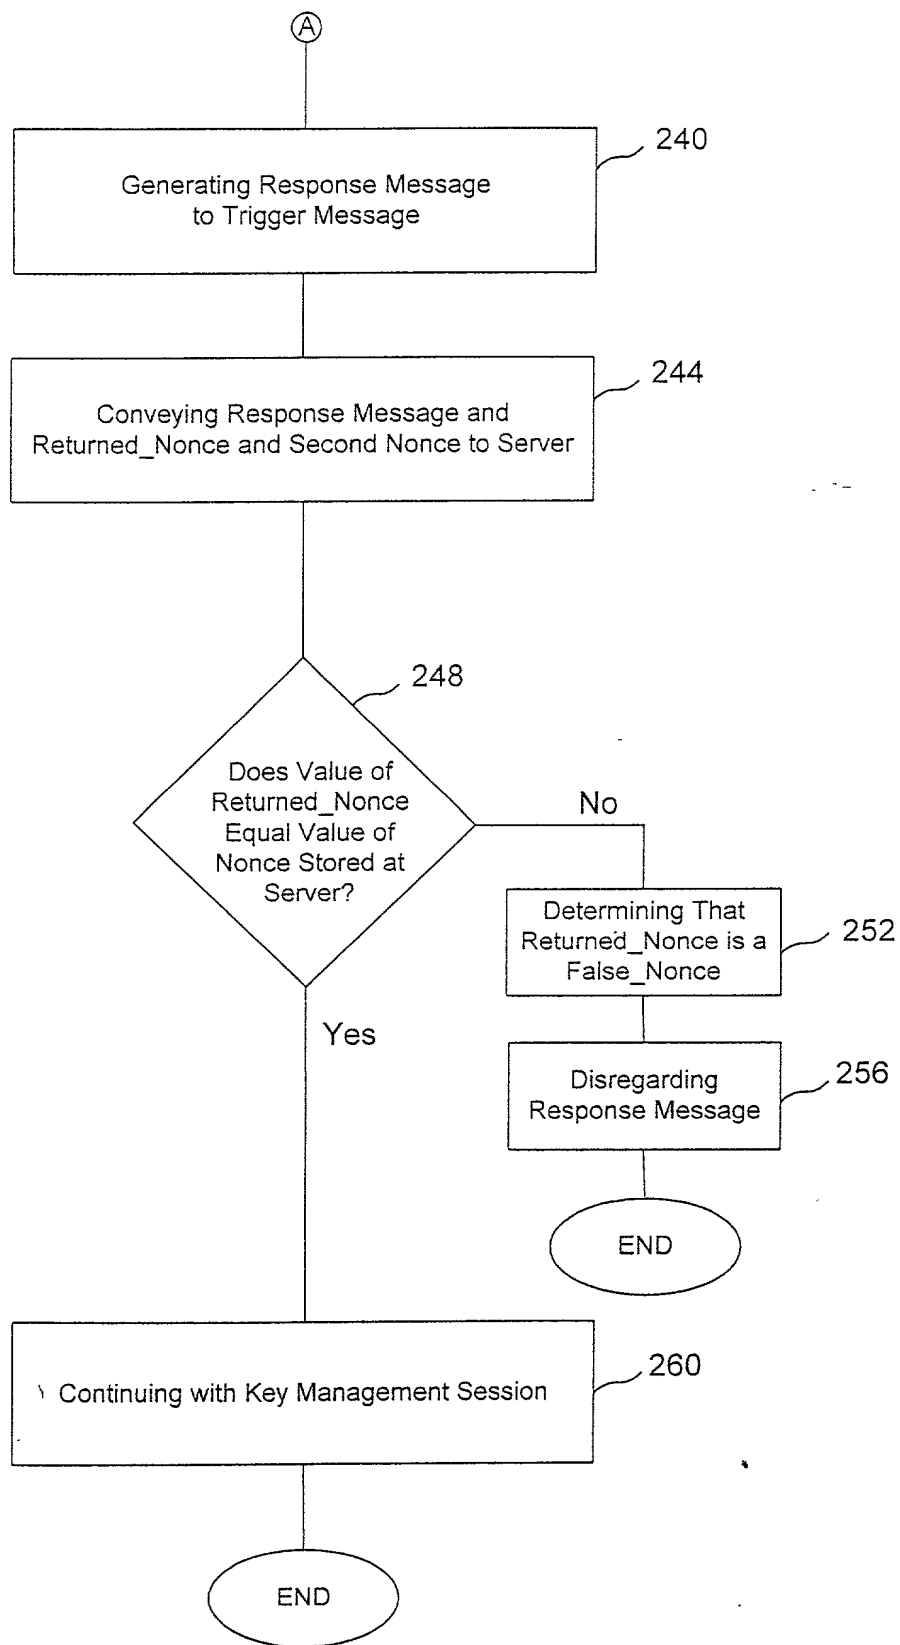 A
240
Generating Response Message
to Trigger Message
244
Conveying Response Message and
Returned_Nonce and Second Nonce to Server
248
Does Value of
Returned_Nonce
Equal Value of
Nonce Stored at
Server?
No
Determining That
Returned_Nonce is a
False_Nonce
252
Yes
Disregarding
Response Message
256
END
Continuing with Key Management Session
260
END